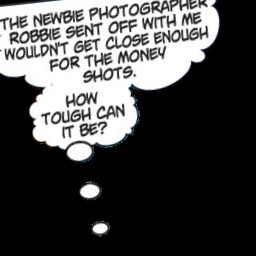 THE NEWBIE PHOTOGRAPHER
ROBBIE SENT OFF WITH ME
WOULDN'T GET CLOSE ENOUGH
FOR THE MONEY
SHOTS.
HOW
TOUGH CAN
IT BE?